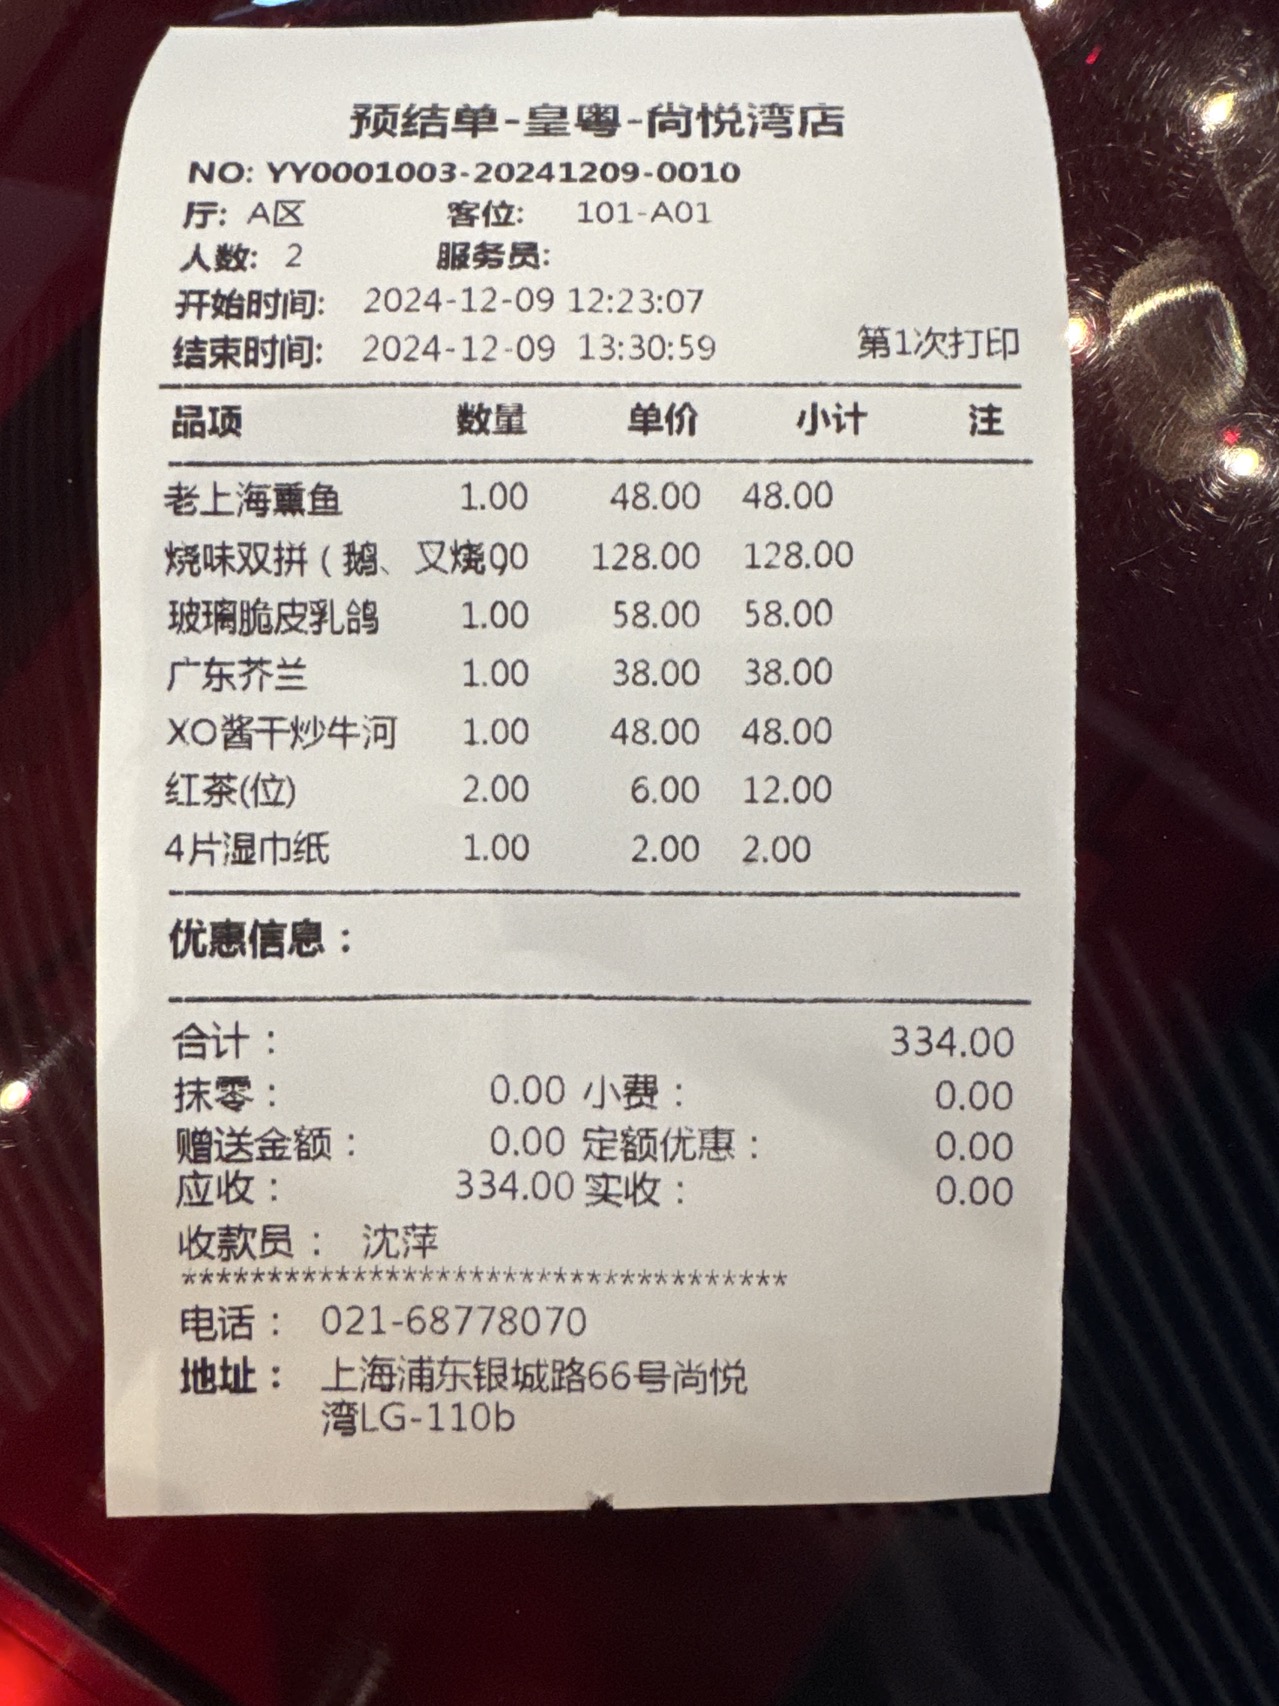 预结单-皇粤-尚悦湾店
NO: YY0001003-20241209-0010
厅: A区 客位: 101-A01
人数: 2 服务员:
开始时间: 2024-12-09 12:23:07
结束时间: 2024-12-09 13:30:59 第1次打印
品项 数量 单价 小计 注
老上海熏鱼 1.00 48.00 48.00
烧味双拼（鹅、叉烧 00 128.00 128.00
玻璃脆皮乳鸽 1.00 58.00 58.00
广东芥兰 1.00 38.00 38.00
XO酱干炒牛河 1.00 48.00 48.00
红茶(位) 2.00 6.00 12.00
4片湿巾纸 1.00 2.00 2.00
优惠信息：
合计： 334.00
抹零： 0.00 小费： 0.00
赠送金额： 0.00 定额优惠： 0.00
应收： 334.00 实收： 0.00
收款员： 沈萍
************************************
电话： 021-68778070
地址： 上海浦东银城路66号尚悦
湾LG-110b